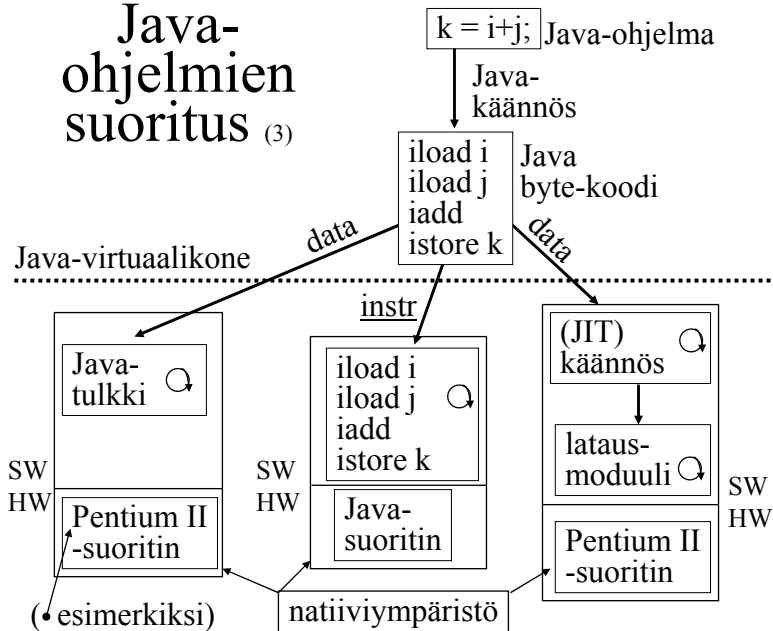 Java-
ohjelmien
suoritus (3)
k = i+j;
Java-ohjelma
Java-
käännös
iload i
iload j
iadd
istore k
Java
byte-koodi
data
data
Java-virtuaalikone
instr
Java-
tulkki
SW
HW
Pentium II
-suoritin
(• esimerkiksi)
iload i
iload j
iadd
istore k
SW
HW
Java-
suoritin
natiiviympäristö
(JIT)
käännös
lataus-
moduuli
SW
HW
Pentium II
-suoritin